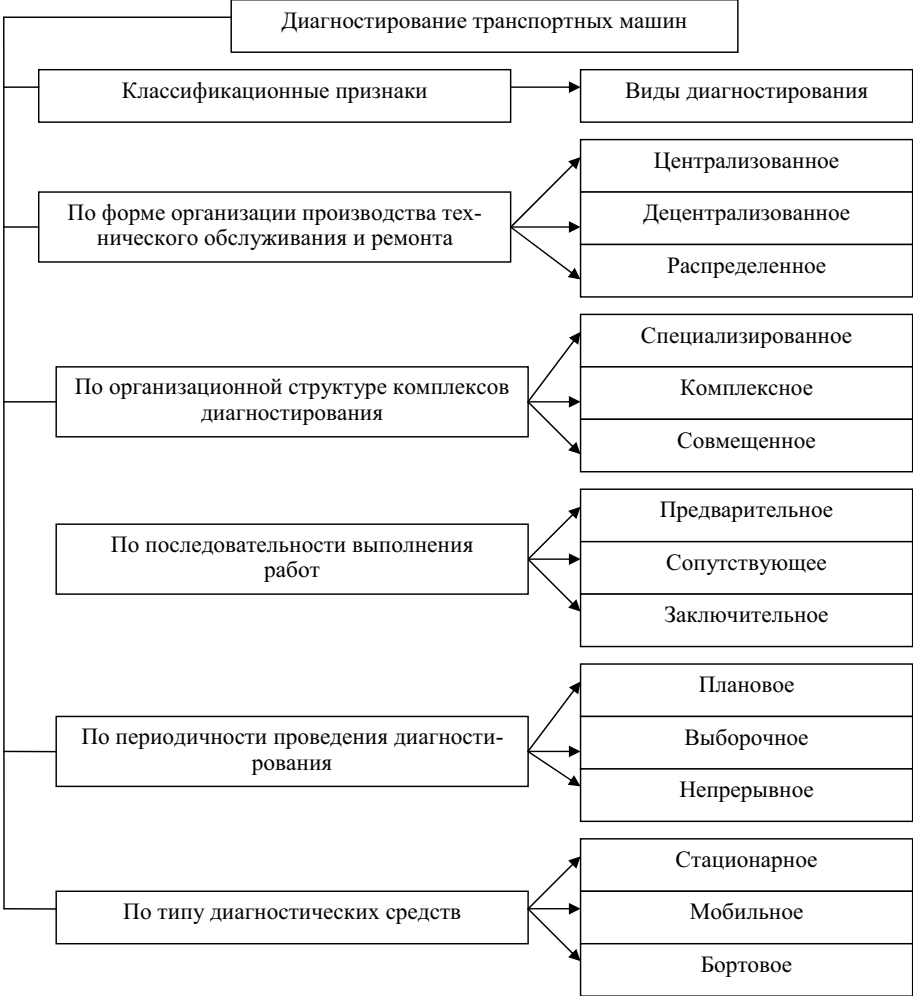 Диагностирование транспортных машин
Классификационные признаки
Виды диагностирования
По форме организации производства тех-
нического обслуживания и ремонта
Централизованное
Децентрализованное
Распределенное
По организационной структуре комплексов
диагностирования
Специализированное
Комплексное
Совмещенное
По последовательности выполнения
работ
Предварительное
Сопутствующее
Заключительное
По периодичности проведения диагности-
рования
Плановое
Выборочное
Непрерывное
По типу диагностических средств
Стационарное
Мобильное
Бортовое